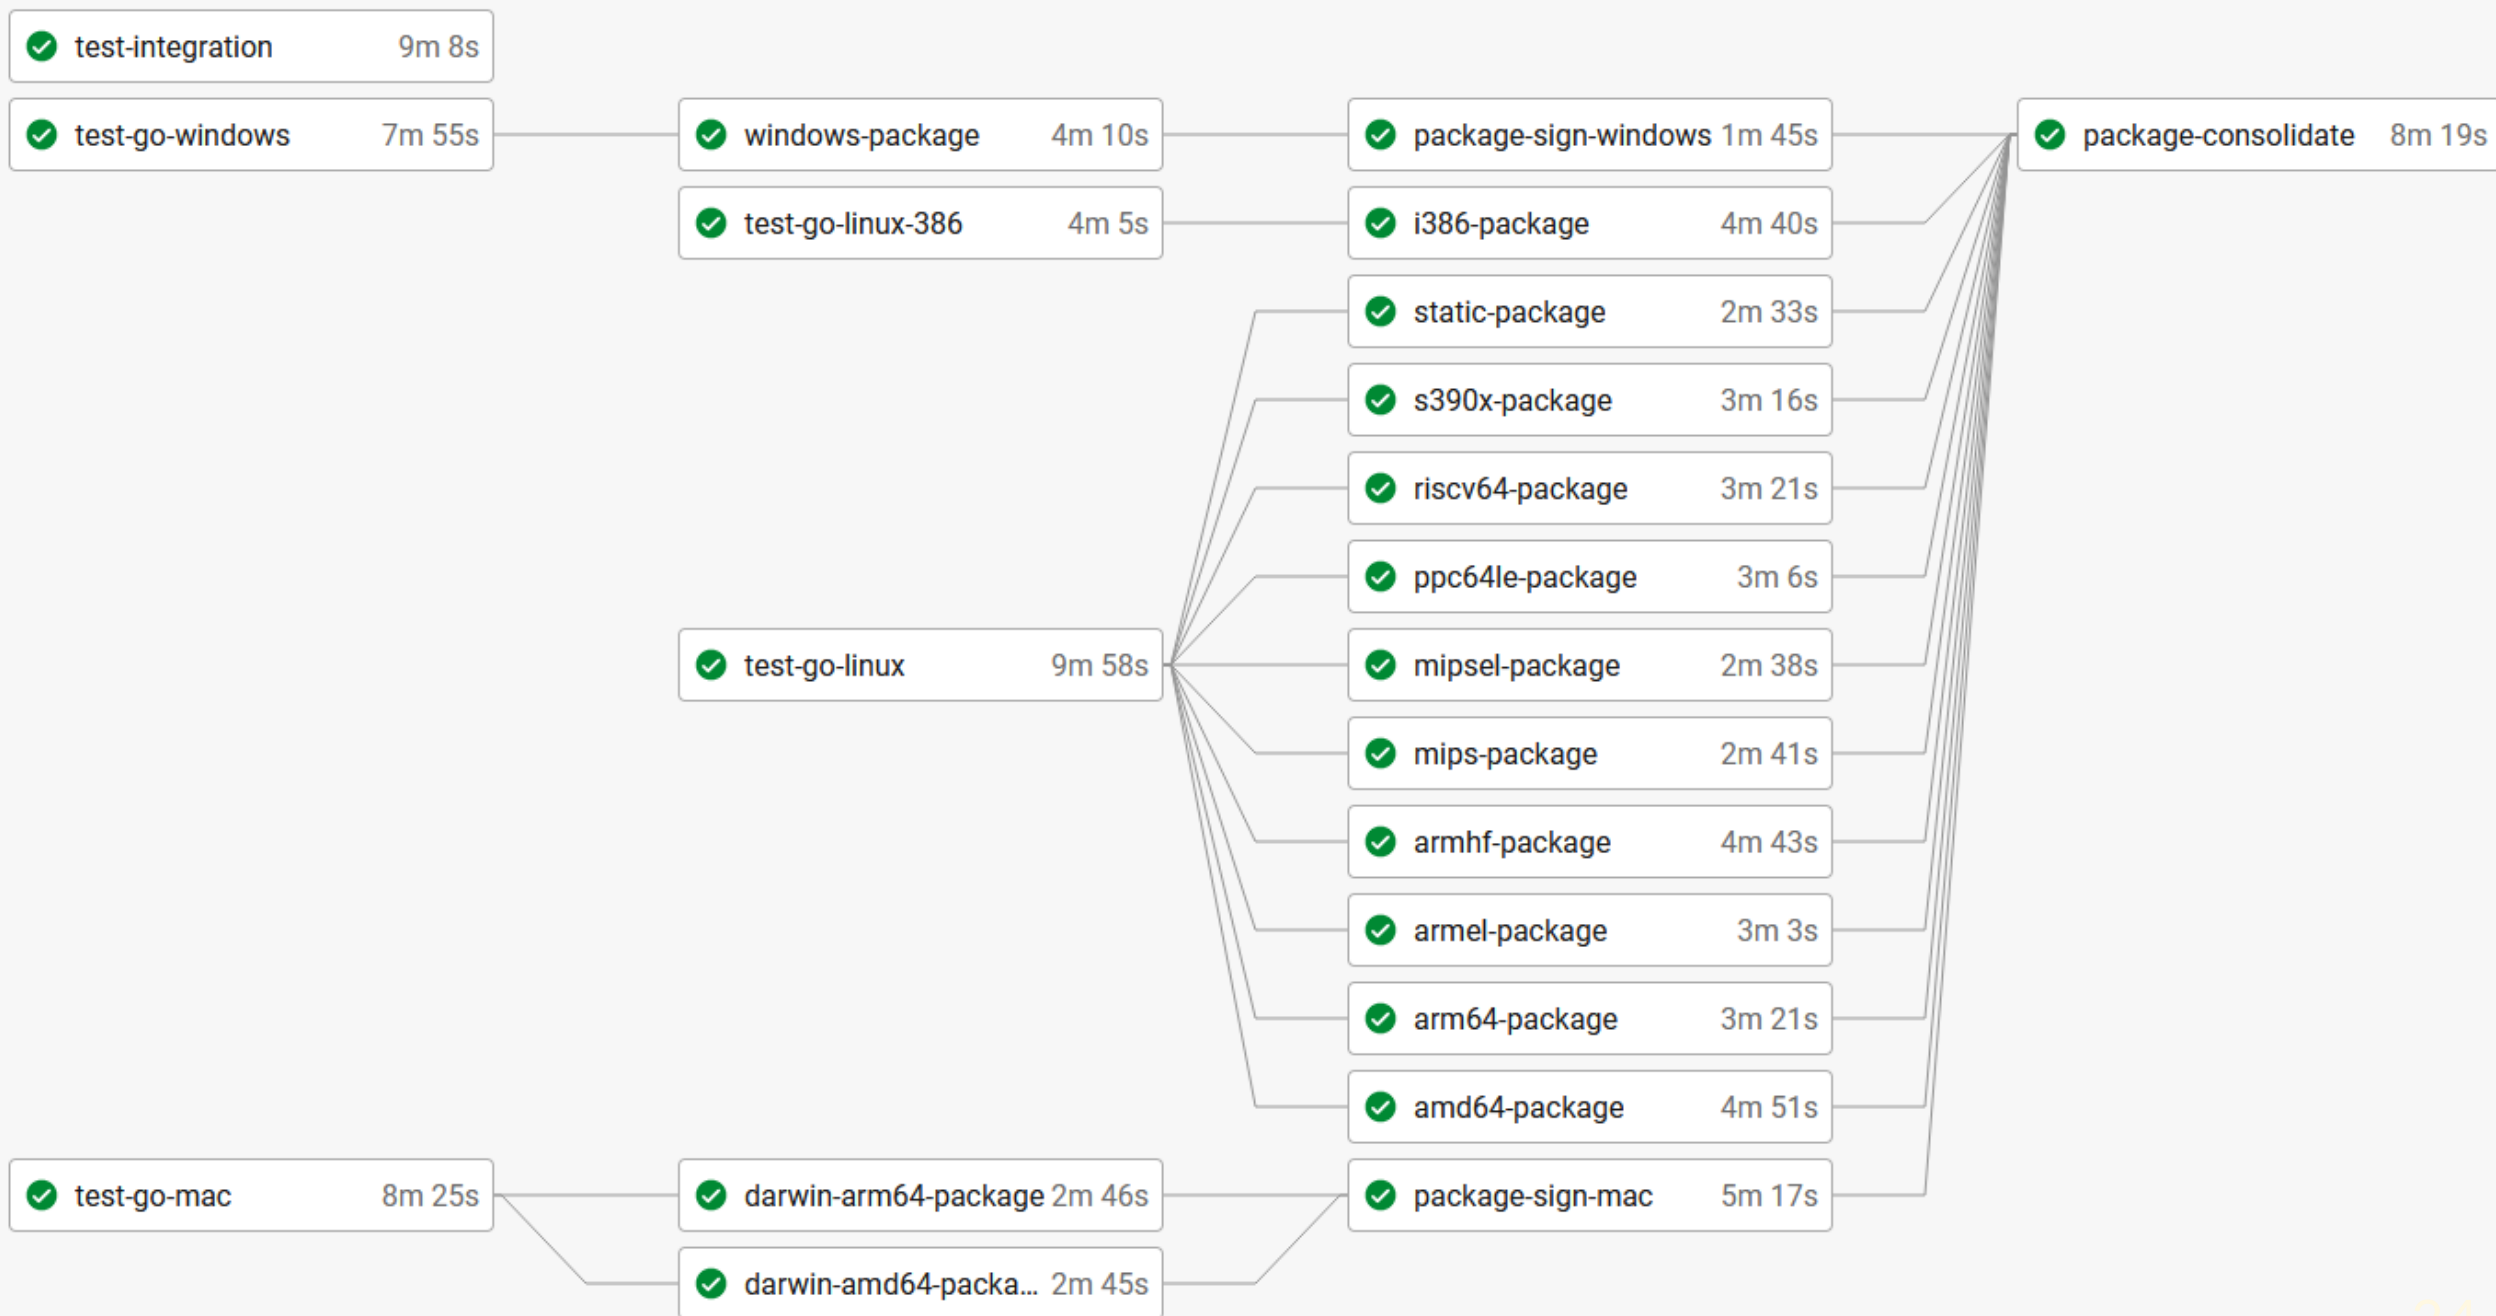 test-integration 9m 8s
test-go-windows 7m 55s
windows-package 4m 10s
package-sign-windows 1m 45s
package-consolidate 8m 19s
test-go-linux-386 4m 5s
i386-package 4m 40s
static-package 2m 33s
s390x-package 3m 16s
riscv64-package 3m 21s
ppc64le-package 3m 6s
test-go-linux 9m 58s
mipsel-package 2m 38s
mips-package 2m 41s
armhf-package 4m 43s
armel-package 3m 3s
arm64-package 3m 21s
amd64-package 4m 51s
test-go-mac 8m 25s
darwin-arm64-package 2m 46s
package-sign-mac 5m 17s
darwin-amd64-packa... 2m 45s